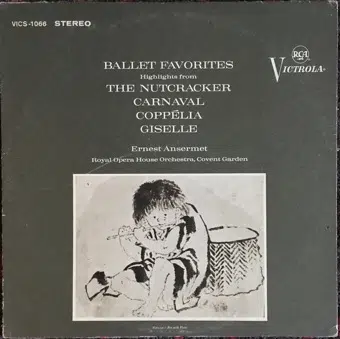 VICS-1066 STEREO
RCA
VICTROLA
BALLET FAVORITES
Highlights from
THE NUTCRACKER
CARNAVAL
COPPÉLIA
GISELLE
Ernest Ansermet
Royal Opera House Orchestra, Covent Garden